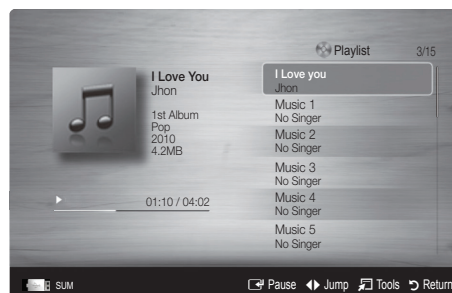 Playlist 3/15
I Love You
Jhon
1st Album
Pop
2010
4.2MB
01:10 / 04:02
I Love you
Jhon
Music 1
No Singer
Music 2
No Singer
Music 3
No Singer
Music 4
No Singer
Music 5
No Singer
SUM Pause Jump Tools Return